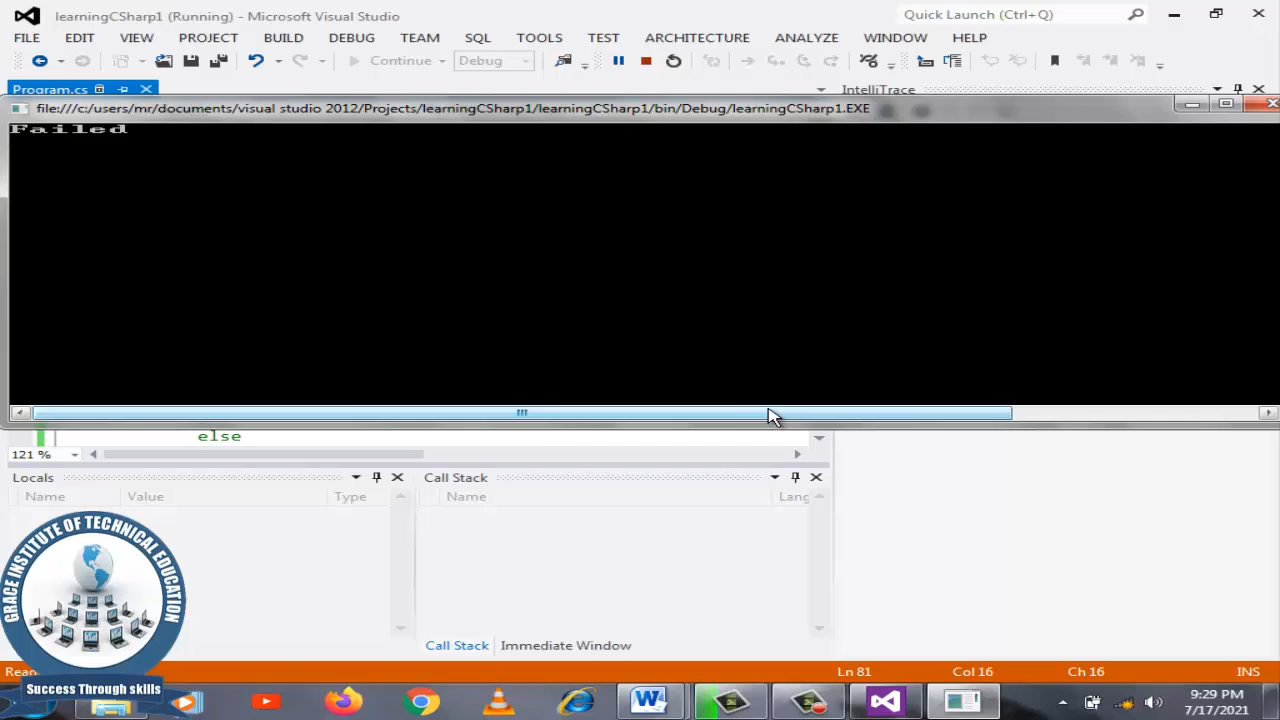 learningCSharp1 (Running) - Microsoft Visual Studio
Quick Launch (Ctrl+Q)
FILE EDIT VIEW PROJECT BUILD DEBUG TEAM SQL TOOLS TEST ARCHITECTURE ANALYZE WINDOW HELP
Continue Debug
Program.cs IntelliTrace
file:///c:/users/mr/documents/visual studio 2012/Projects/learningCSharp1/learningCSharp1/bin/Debug/learningCSharp1.EXE
Failed
else
121 %
Locals Call Stack
Name Value Type Name Lang
GRACE INSTITUTE OF TECHNICAL EDUCATION
Call Stack Immediate Window
Ln 81 Col 16 Ch 16 INS
Success Through skills
9:29 PM
7/17/2021